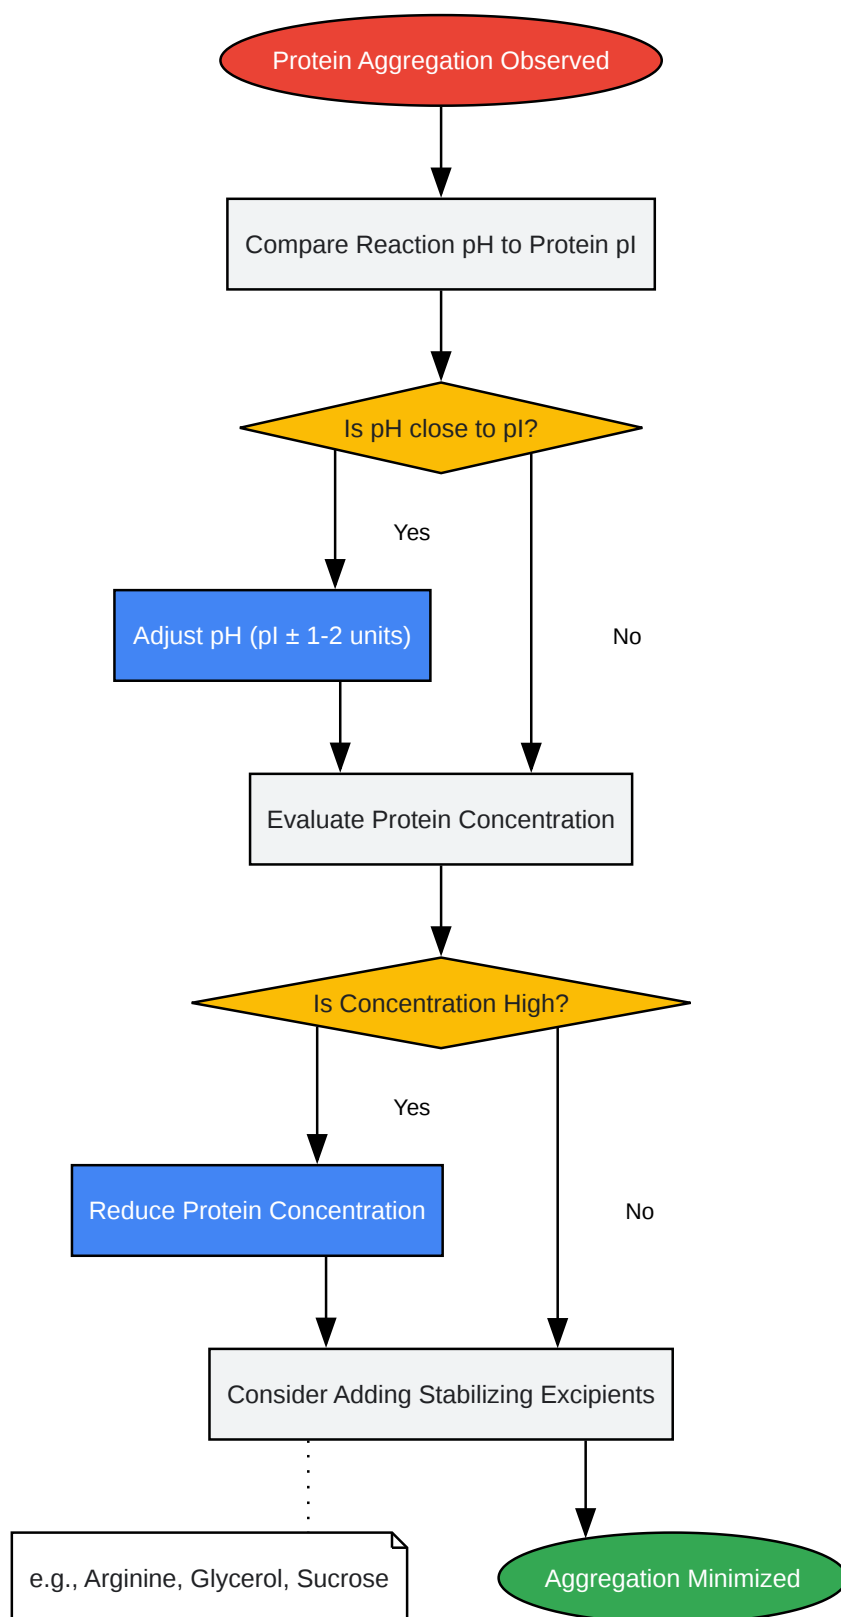 Protein Aggregation Observed
Compare Reaction pH to Protein pI
Is pH close to pI?
Yes
Adjust pH (pI ± 1-2 units)
No
Evaluate Protein Concentration
Is Concentration High?
Yes
Reduce Protein Concentration
No
Consider Adding Stabilizing Excipients
e.g., Arginine, Glycerol, Sucrose
Aggregation Minimized